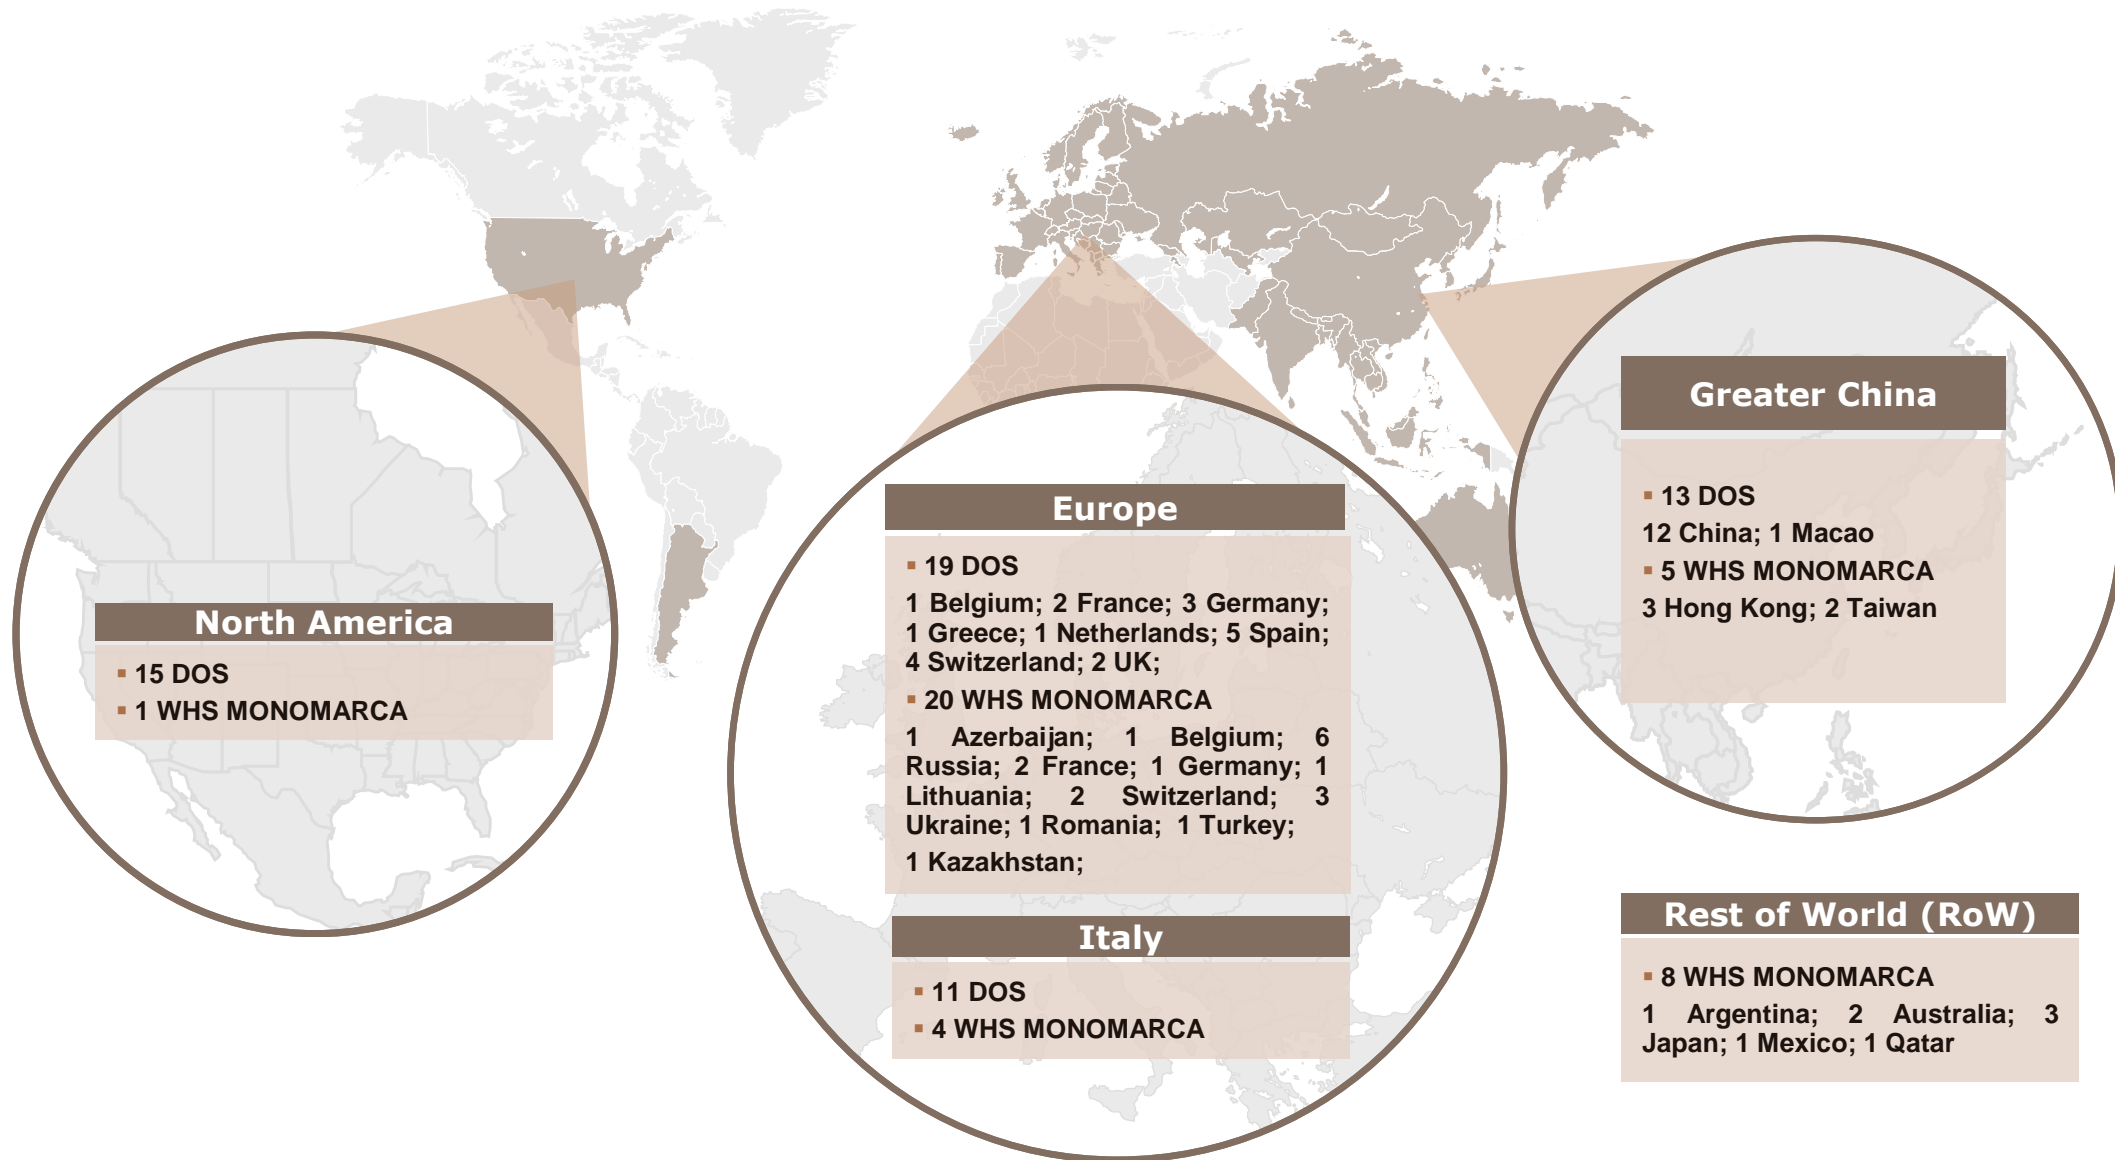 North America
▪ 15 DOS
▪ 1 WHS MONOMARCA
Europe
▪ 19 DOS
1 Belgium; 2 France; 3 Germany;
1 Greece; 1 Netherlands; 5 Spain;
4 Switzerland; 2 UK;
▪ 20 WHS MONOMARCA
1 Azerbaijan; 1 Belgium; 6
Russia; 2 France; 1 Germany; 1
Lithuania; 2 Switzerland; 3
Ukraine; 1 Romania; 1 Turkey;
1 Kazakhstan;
Italy
▪ 11 DOS
▪ 4 WHS MONOMARCA
Greater China
▪ 13 DOS
12 China; 1 Macao
▪ 5 WHS MONOMARCA
3 Hong Kong; 2 Taiwan
Rest of World (RoW)
▪ 8 WHS MONOMARCA
1 Argentina; 2 Australia; 3
Japan; 1 Mexico; 1 Qatar